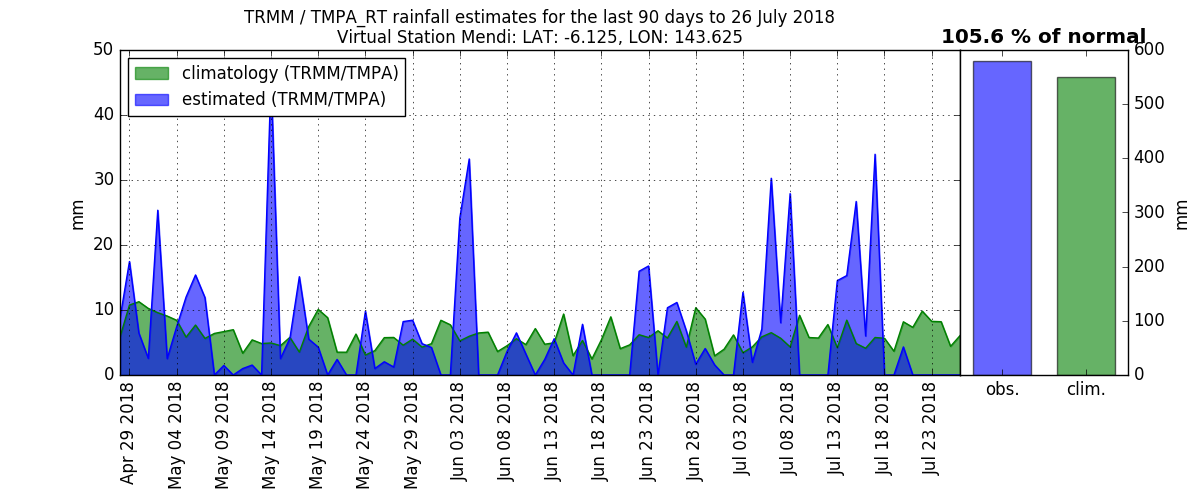 TRMM / TMPA_RT rainfall estimates for the last 90 days to 26 July 2018
Virtual Station Mendi: LAT: -6.125, LON: 143.625
105.6 % of normal
climatology (TRMM/TMPA)
estimated (TRMM/TMPA)
50
40
30
20
10
0
mm
Apr 29 2018
May 04 2018
May 09 2018
May 14 2018
May 19 2018
May 24 2018
May 29 2018
Jun 03 2018
Jun 08 2018
Jun 13 2018
Jun 18 2018
Jun 23 2018
Jun 28 2018
Jul 03 2018
Jul 08 2018
Jul 13 2018
Jul 18 2018
Jul 23 2018
obs.
clim.
600
500
400
300
200
100
0
mm